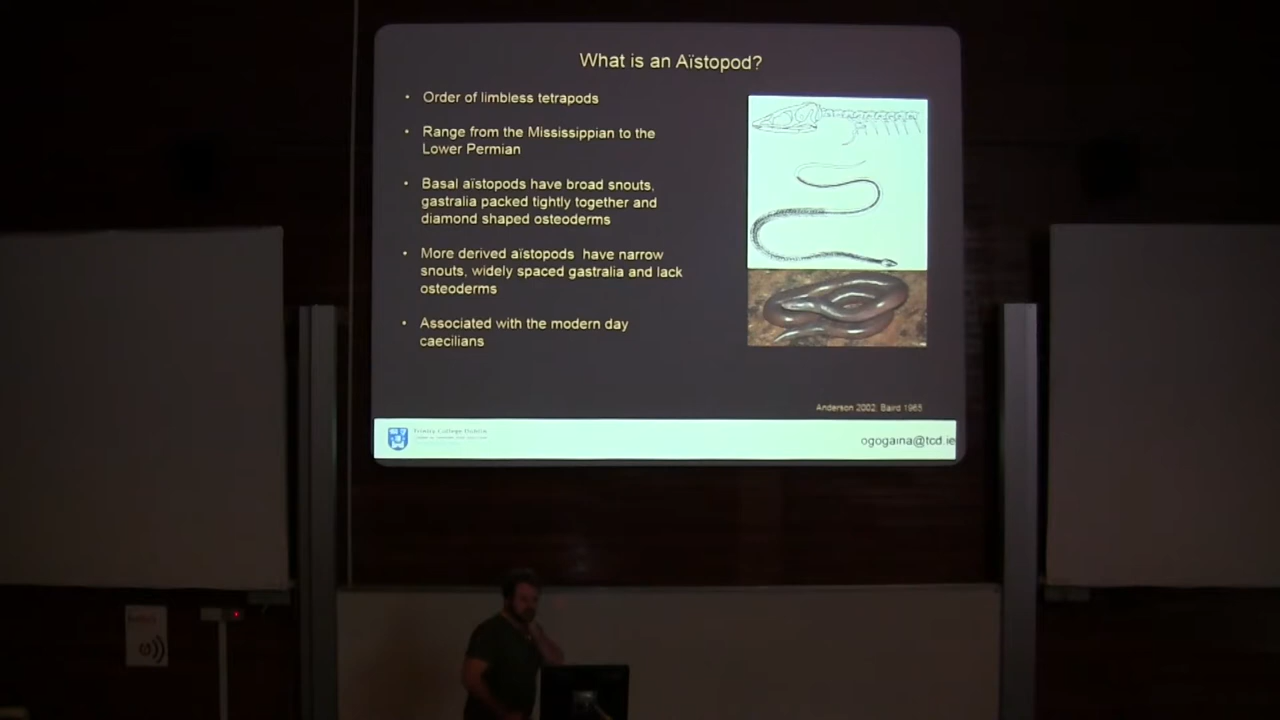 What is an Aïstopod?
• Order of limbless tetrapods
• Range from the Mississippian to the
Lower Permian
• Basal aïstopods have broad snouts,
gastralia packed tightly together and
diamond shaped osteoderms
• More derived aïstopods have narrow
snouts, widely spaced gastralia and lack
osteoderms
• Associated with the modern day
caecilians
Anderson 2002; Baird 1965
Trinity College Dublin
ogogaina@tcd.ie